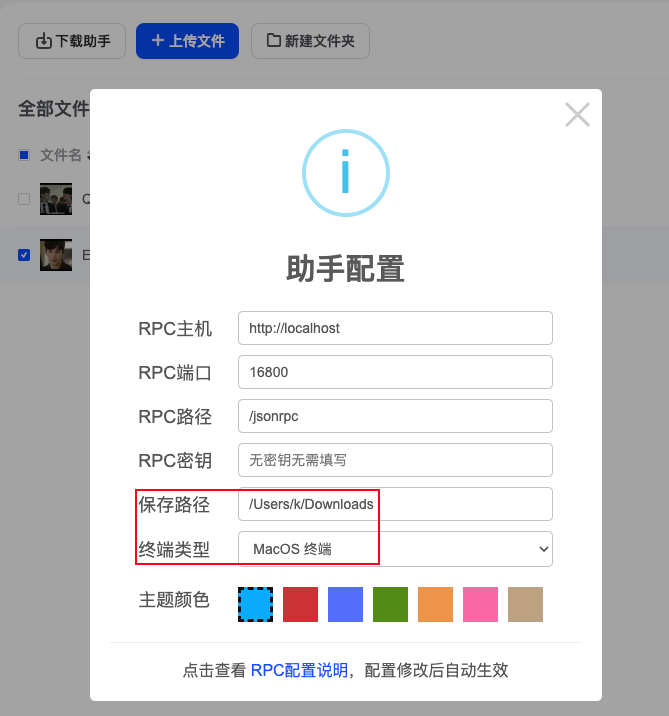 下载助手 + 上传文件 新建文件夹
全部文件
文件名
i
助手配置
RPC主机 http://localhost
RPC端口 16800
RPC路径 /jsonrpc
RPC密钥 无密钥无需填写
保存路径 /Users/k/Downloads
终端类型 MacOS 终端
主题颜色
点击查看 RPC配置说明，配置修改后自动生效